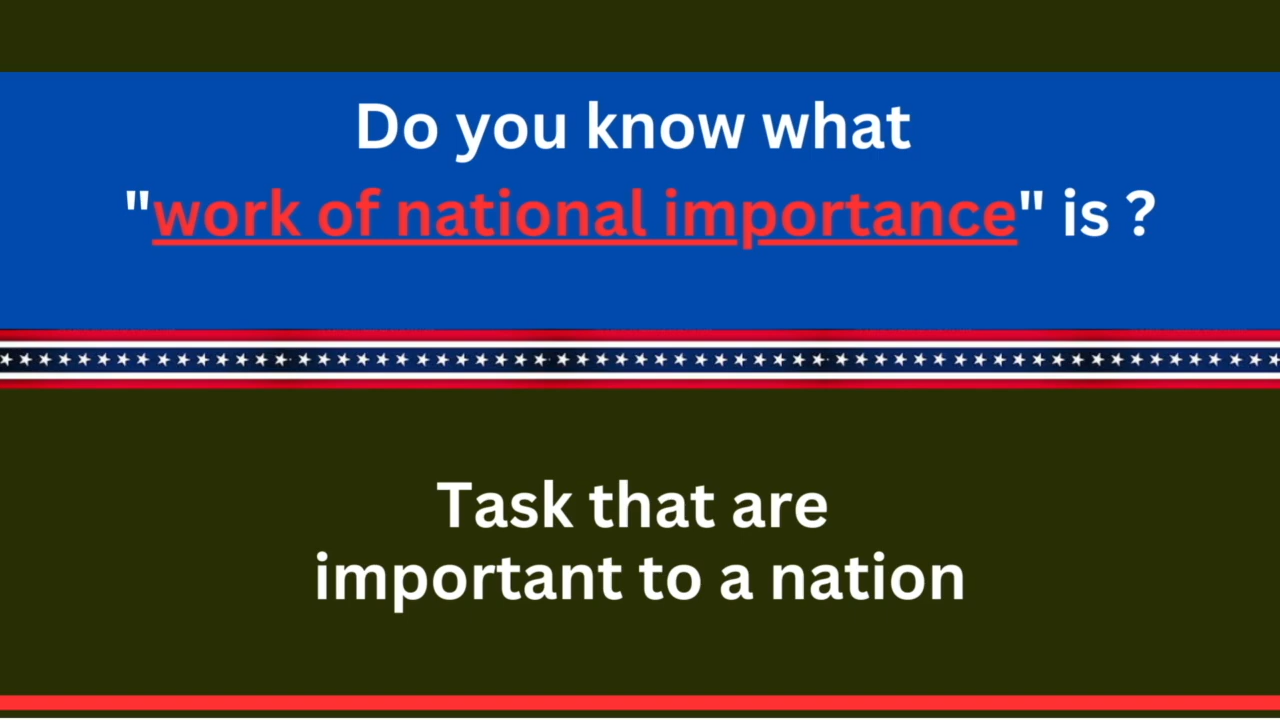 Do you know what
"work of national importance" is ?
Task that are
important to a nation